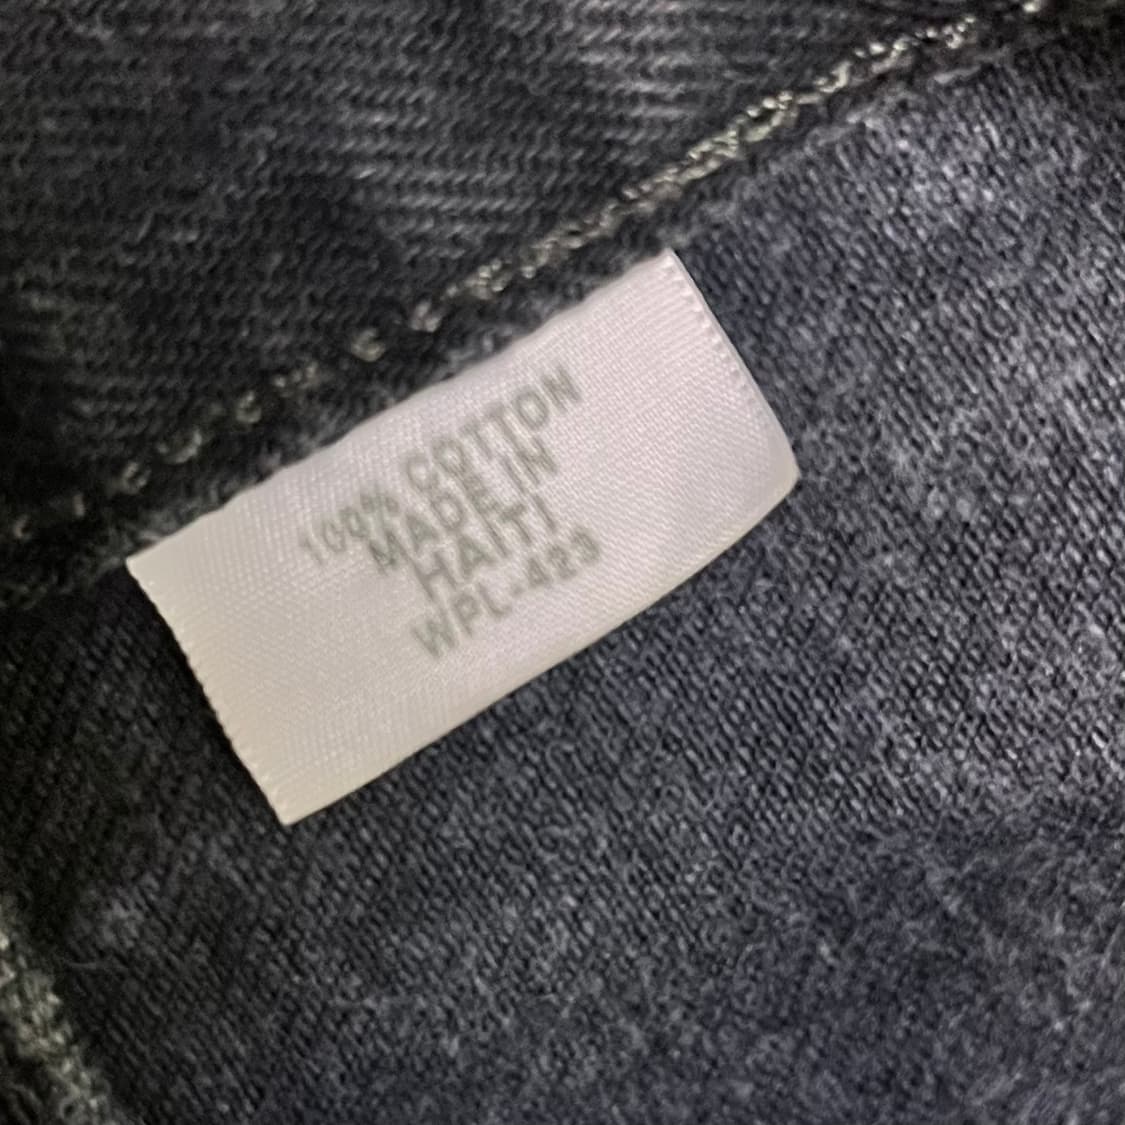 100% COTTON
MADE IN
HAITI
WPL-423